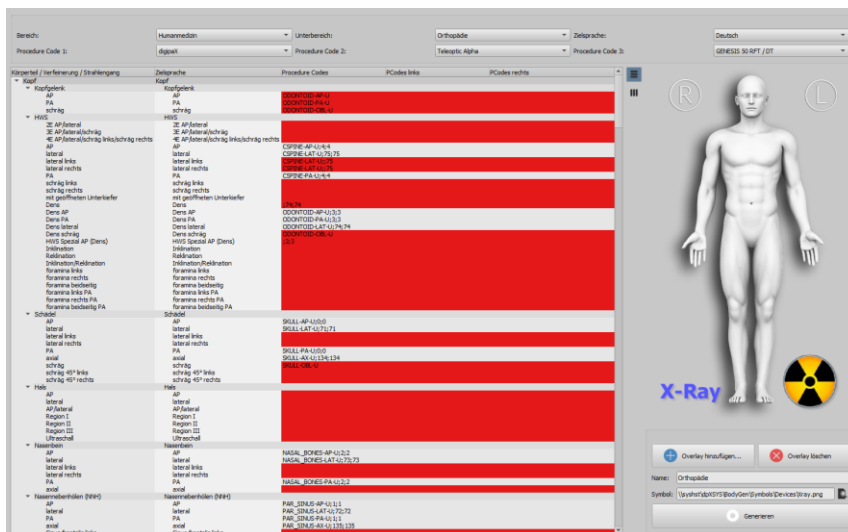 Bereich: Humanmedizin Unterbereich: Orthopädie Zielsprache: Deutsch
Procedure Code 1: digipaX Procedure Code 2: Teleoptic Alpha Procedure Code 3: GENESIS 50 RFT / DT
Körperteil / Verfeinerung / Strahlengang Zielsprache Procedure Codes PCodes links PCodes rechts
Kopf Kopf
Kopfgelenk Kopfgelenk
AP AP ODONTOID-AP-U
PA PA ODONTOID-PA-U
schräg schräg ODONTOID-OBL-U
HWS HWS
2E AP/lateral 2E AP/lateral
3E AP/lateral/schräg 3E AP/lateral/schräg
4E AP/lateral/schräg links/schräg rechts 4E AP/lateral/schräg links/schräg rechts
AP AP CSPINE-AP-U;4;4
lateral lateral CSPINE-LAT-U;75;75
lateral links lateral links CSPINE-LAT-U;75
lateral rechts lateral rechts CSPINE-LAT-U;75
PA PA CSPINE-PA-U;4;4
schräg links schräg links
schräg rechts schräg rechts
mit geöffneten Unterkiefer mit geöffneten Unterkiefer
Dens Dens ;74;74
Dens AP Dens AP ODONTOID-AP-U;3;3
Dens PA Dens PA ODONTOID-PA-U;3;3
Dens lateral Dens lateral ODONTOID-LAT-U;74;74
Dens schräg Dens schräg ODONTOID-OBL-U
HWS Spezial AP (Dens) HWS Spezial AP (Dens) ;3;3
Inklination Inklination
Reklination Reklination
Inklination/Reklination Inklination/Reklination
foramina links foramina links
foramina rechts foramina rechts
foramina beidseitig foramina beidseitig
foramina links PA foramina links PA
foramina rechts PA foramina rechts PA
foramina beidseitig PA foramina beidseitig PA
Schädel Schädel
AP AP SKULL-AP-U;0;0
lateral lateral SKULL-LAT-U;71;71
lateral links lateral links
lateral rechts lateral rechts
PA PA SKULL-PA-U;0;0
axial axial SKULL-AX-U;134;134
schräg schräg SKULL-OBL-U
schräg 45° links schräg 45° links
schräg 45° rechts schräg 45° rechts
Hals Hals
AP AP
lateral lateral
AP/lateral AP/lateral
Region I Region I
Region II Region II
Region III Region III
Ultraschall Ultraschall
Nasenbein Nasenbein
AP AP NASAL_BONES-AP-U;2;2
lateral lateral NASAL_BONES-LAT-U;73;73
lateral links lateral links
lateral rechts lateral rechts
PA PA NASAL_BONES-PA-U;2;2
axial axial
Nasennebenhölen (NNH) Nasennebenhölen (NNH)
AP AP PAR_SINUS-AP-U;1;1
lateral lateral PAR_SINUS-LAT-U;72;72
PA PA PAR_SINUS-PA-U;1;1
axial axial PAR_SINUS-AX-U;135;135
R L
X-Ray
Overlay hinzufügen... Overlay löschen
Name: Orthopädie
Symbol: \\psyshst\dpXSYS\BodyGen\Symbols\Devices\Xray.png
Generieren